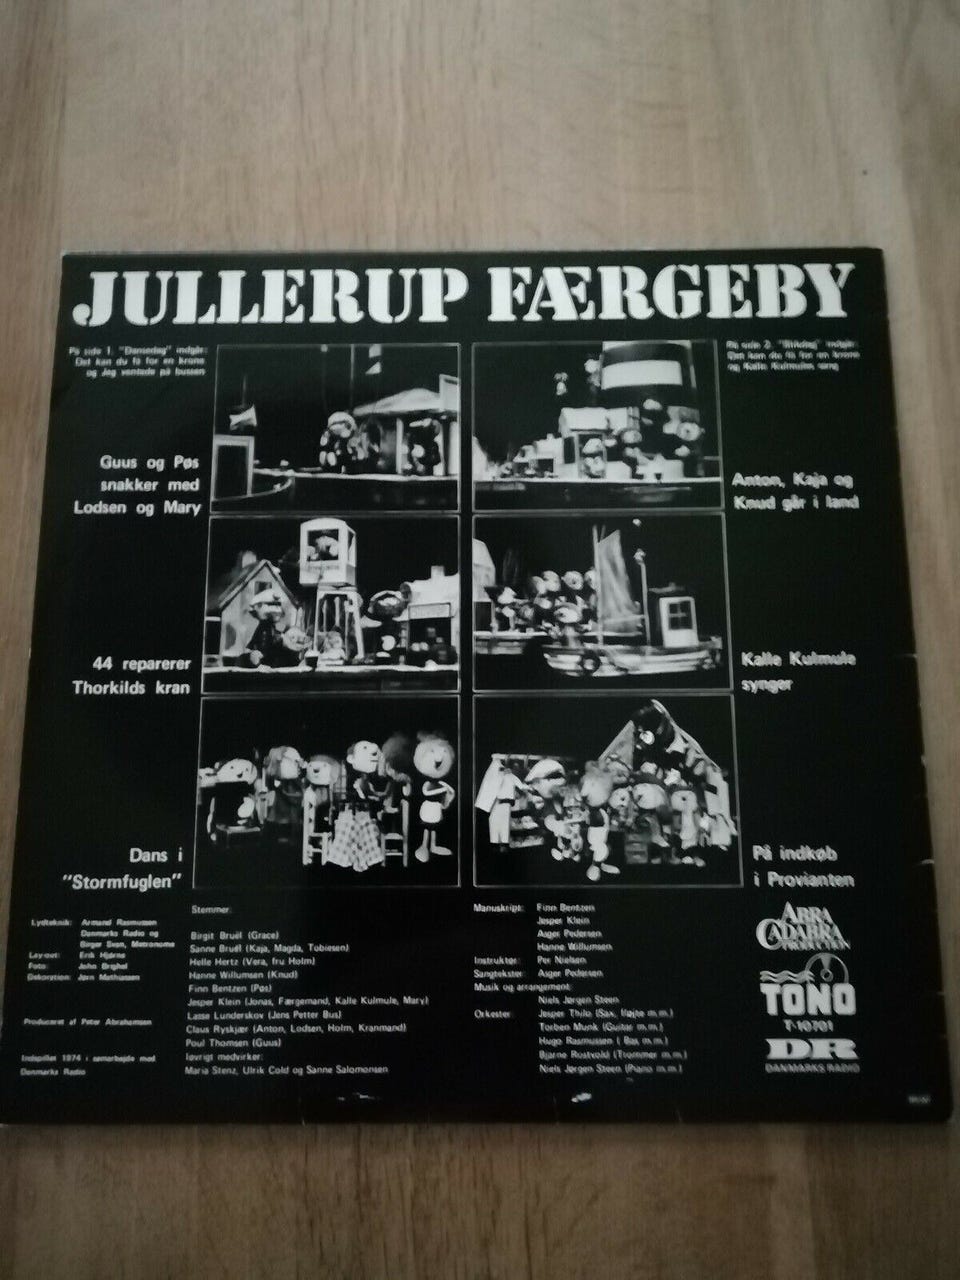 JULLERUP FÆRGEBY
På side 1. "Dansedag" indgår:
Det kan du få for en krone
og Jeg ventede på bussen
På side 2. indgår:
Det kan du få for en krone
og Kalle Kulmules sang
Guus og Pøs
snakker med
Lodsen og Mary
Anton, Kaja og
Knud går i land
44 reparerer
Thorkilds kran
Kalle Kulmule
synger
Dans i
"Stormfuglen"
På indkøb
i Provianten
Lydteknik: Armand Rasmussen
Danmarks Radio og
Birger Svan, Metronome
Lay-out: Erik Hjørne
Foto: John
Dekoration: Jørn Mathiassen
Produceret af Peter Abrahamsen
Indspillet 1974 i samarbejde med
Danmarks Radio
Stemmer:
Birgit Bruël (Grace)
Sanne Bruël (Kaja, Magda, Tobiesen)
Helle Hertz (Vera, fru Holm)
Hanne Willumsen (Knud)
Finn Bentzen (Pøs)
Jesper Klein (Jonas, Færgemand, Kalle Kulmule, Mary)
Lasse Lunderskov (Jens Petter Bus)
Claus Ryskjær (Anton, Lodsen, Holm, Kranmand)
Poul Thomsen (Guus)
Iøvrigt medvirker:
Maria Stenz, Ulrik Cold og Sanne Salomonsen
Manuskript: Finn Bentzen
Jesper Klein
Asger Pedersen
Hanne Willumsen
Instruktør: Per Nielsen
Sangtekster: Asger Pedersen
Musik og arrangement:
Niels Jørgen Steen
Orkester: Jesper Thilo (Sax, fløjte m.m.)
Torben Munk (Guitar m.m.)
Hugo Rasmussen ( Bas m.m.)
Bjarne Rostvold (Trommer m.m.)
Niels Jørgen Steen (Piano m.m.)
ABRA
CADABRA
PRODUCTION
TONO
T-10701
DR
DANMARKS RADIO